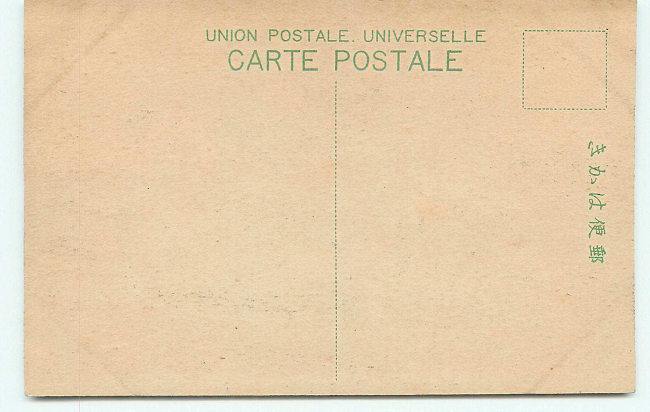 UNION POSTALE. UNIVERSELLE
CARTE POSTALE
郵便はかき